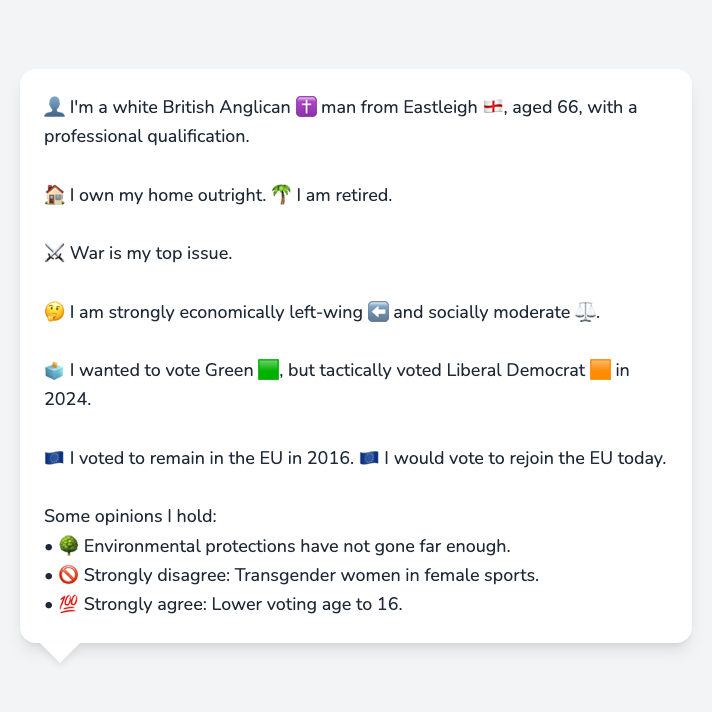 👤 I'm a white British Anglican ✝️ man from Eastleigh 🏴󠁧󠁢󠁥󠁮󠁧󠁿, aged 66, with a
professional qualification.
🏠 I own my home outright. 🌴 I am retired.
⚔️ War is my top issue.
🤔 I am strongly economically left-wing ⬅️ and socially moderate ⚖️.
🗳️ I wanted to vote Green 🟩, but tactically voted Liberal Democrat 🟧 in
2024.
🇪🇺 I voted to remain in the EU in 2016. 🇪🇺 I would vote to rejoin the EU today.
Some opinions I hold:
• 🌳 Environmental protections have not gone far enough.
• 🚫 Strongly disagree: Transgender women in female sports.
• 💯 Strongly agree: Lower voting age to 16.